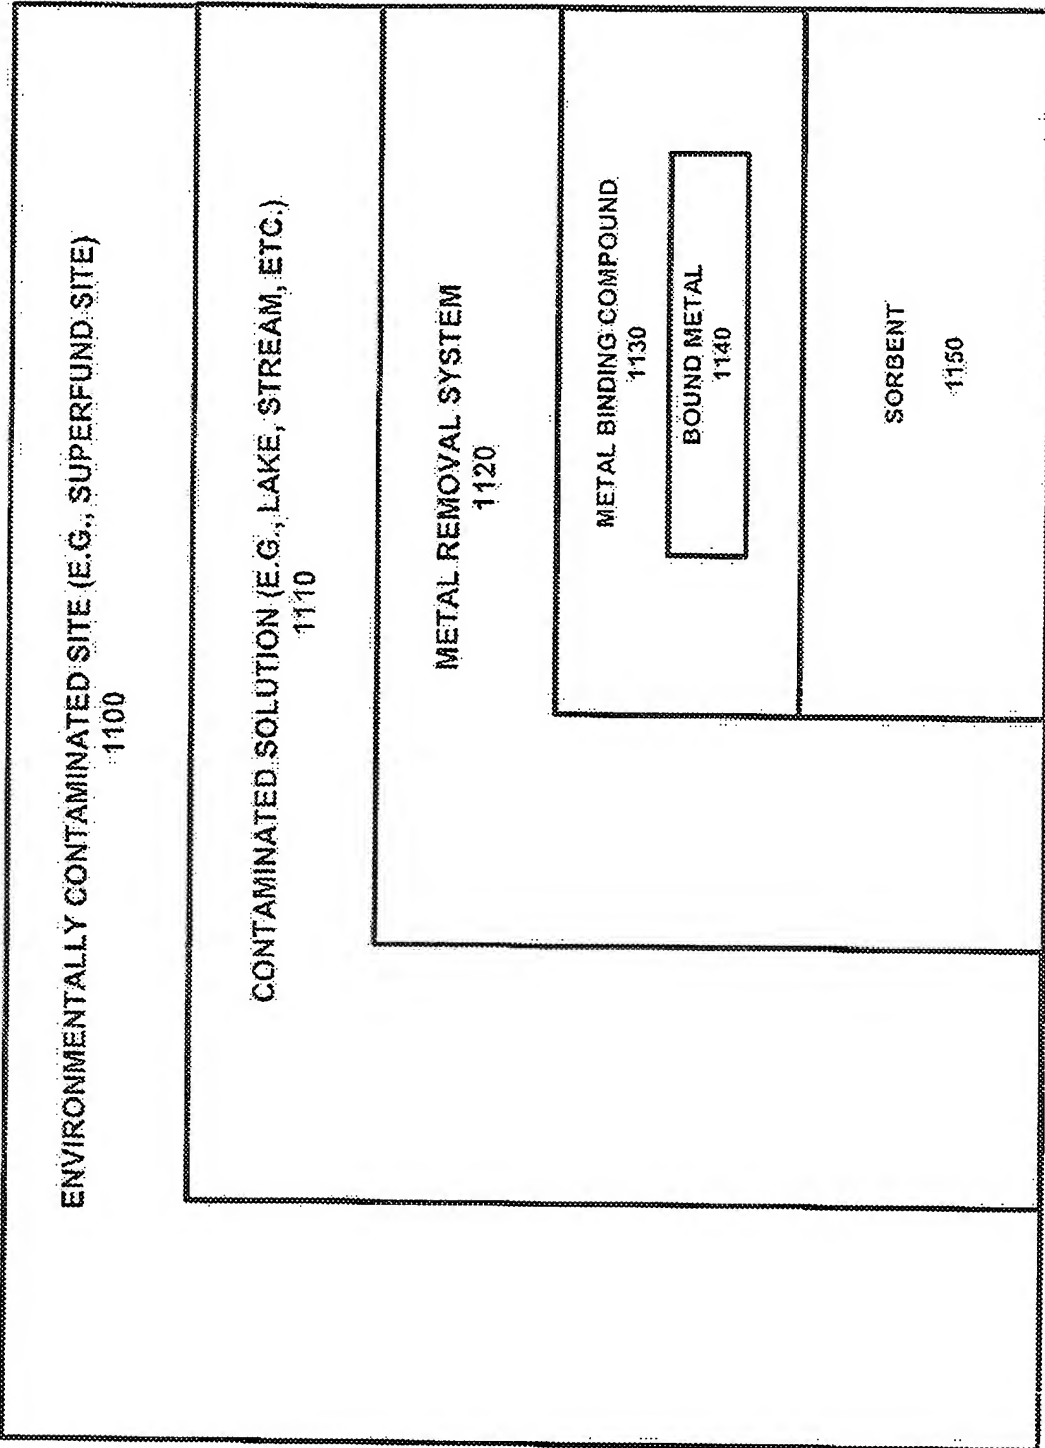 ENVIRONMENTALLY CONTAMINATED SITE (E.G., SUPERFUND SITE)
1100
CONTAMINATED SOLUTION (E.G., LAKE, STREAM, ETC.)
1110
METAL REMOVAL SYSTEM
1120
METAL BINDING COMPOUND
1130
BOUND METAL
1140
SORBENT
1150